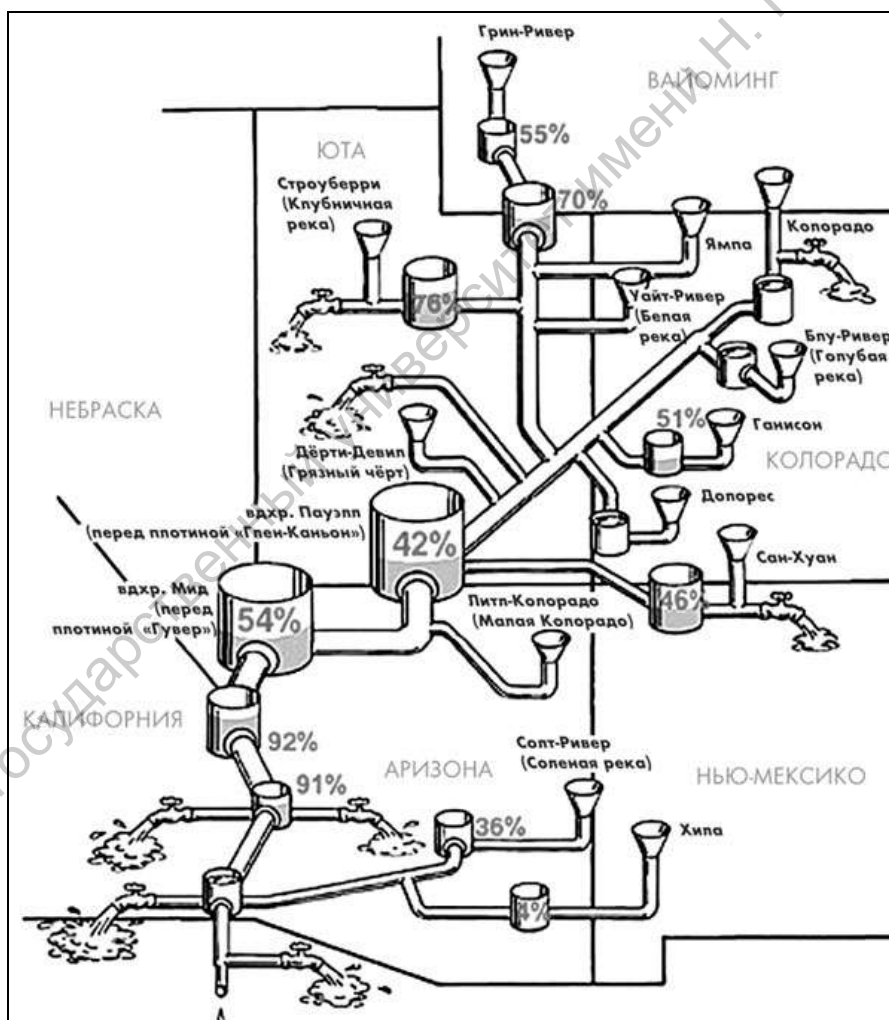 Грин-Ривер
ВАЙОМИНГ
55%
ЮТА
Строуберри
(Клубничная
река)
70%
Ямпа
Колорадо
76%
Уайт-Ривер
(Белая
река)
Блу-Ривер
(Голубая
река)
НЕБРАСКА
51%
Ганисон
КОЛОРАДО
Дёрти-Девил
(Грязный чёрт)
Долорес
вдхр. Пауэлл
(перед плотиной «Глен-Каньон»)
42%
Сан-Хуан
вдхр. Мид
(перед
плотиной «Гувер»)
54%
Литл-Колорадо
(Малая Колорадо)
46%
КАЛИФОРНИЯ
92%
Солт-Ривер
(Соленая река)
91%
АРИЗОНА
НЬЮ-МЕКСИКО
36%
Хила
4%
государственный университет имени Н. Г